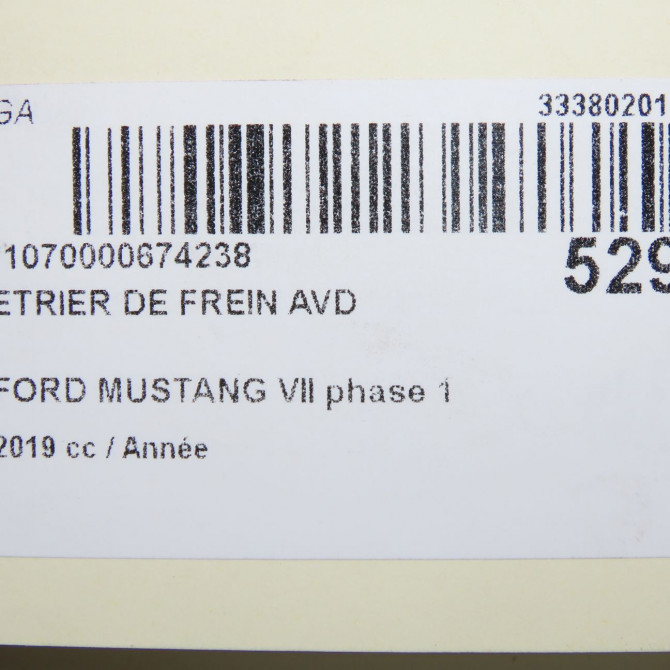 GA 33380201
1070000674238
529
ETRIER DE FREIN AVD
FORD MUSTANG VII phase 1
2019 cc / Année